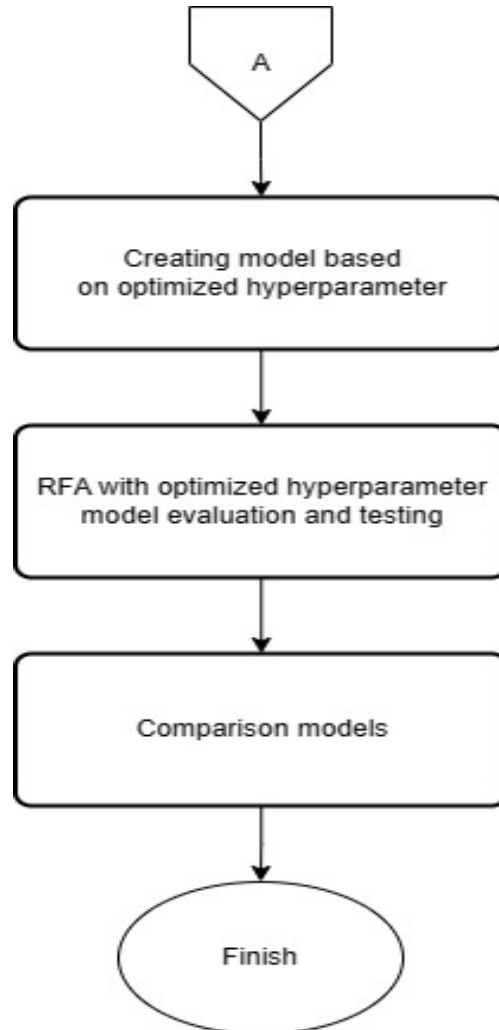 A
Creating model based
on optimized hyperparameter
RFA with optimized hyperparameter
model evaluation and testing
Comparison models
Finish